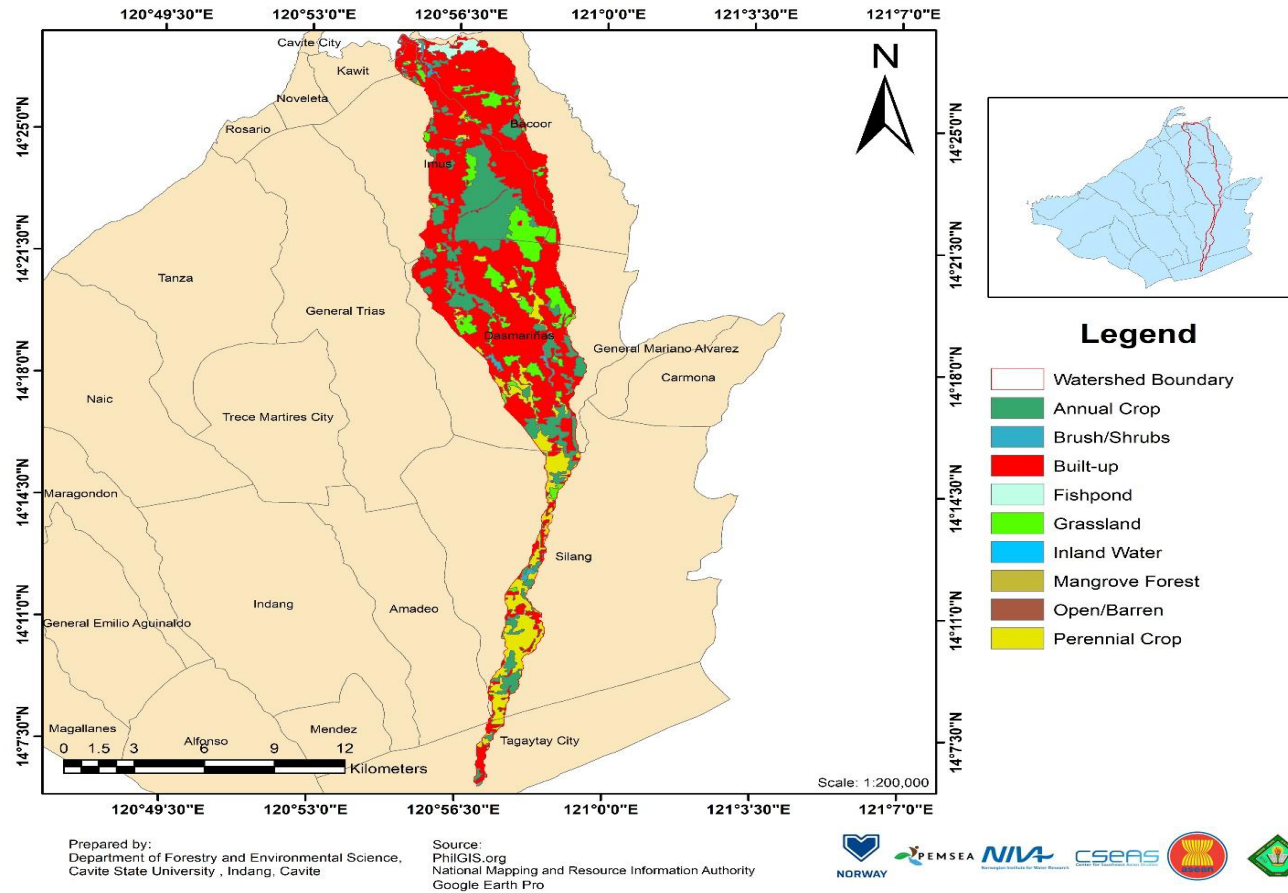 120°49'30"E 120°53'0"E 120°56'30"E 121°0'0"E 121°3'30"E 121°7'0"E
14°25'0"N
14°21'30"N
14°18'0"N
14°14'30"N
14°11'0"N
14°7'30"N
Cavite City
Kawit
Noveleta
Rosario
Bacoor
Imus
Tanza
General Trias
Dasmariñas
General Mariano Alvarez
Carmona
Naic
Trece Martires City
Maragondon
Silang
Indang
Amadeo
General Emilio Aguinaldo
Magallanes
Alfonso
Mendez
Tagaytay City
N
0 1.5 3 6 9 12
Kilometers
Scale: 1:200,000
14°25'0"N
14°21'30"N
14°18'0"N
14°14'30"N
14°11'0"N
14°7'30"N
120°49'30"E 120°53'0"E 120°56'30"E 121°0'0"E 121°3'30"E 121°7'0"E
Legend
Watershed Boundary
Annual Crop
Brush/Shrubs
Built-up
Fishpond
Grassland
Inland Water
Mangrove Forest
Open/Barren
Perennial Crop
Prepared by:
Department of Forestry and Environmental Science,
Cavite State University , Indang, Cavite
Source:
PhilGIS.org
National Mapping and Resource Information Authority
Google Earth Pro
NORWAY
PEMSEA
NIVA
Norwegian Institute for Water Research
CSEAS
asean